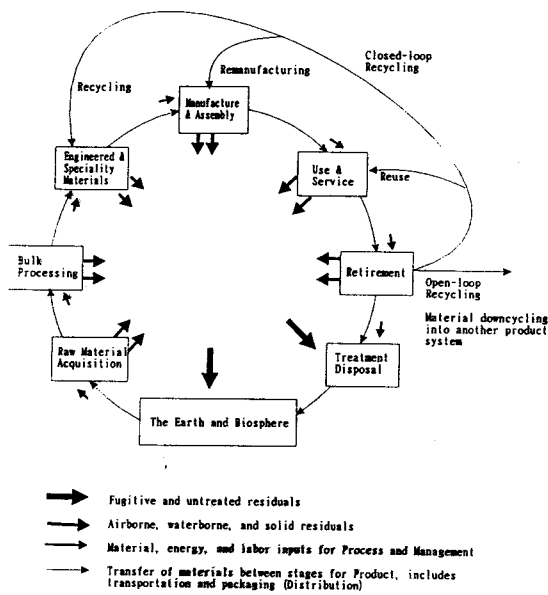 Closed-loop
Recycling
Remanufacturing
Recycling
Manufacture
& Assembly
Engineered &
Speciality
Materials
Use &
Service
Reuse
Bulk
Processing
Retirement
Open-loop
Recycling
Material downcycling
into another product
system
Raw Material
Acquisition
Treatment
Disposal
The Earth and Biosphere
Fugitive and untreated residuals
Airborne, waterborne, and solid residuals
Material, energy, and labor inputs for Process and Management
Transfer of materials between stages for Product, includes
transportation and packaging (Distribution)